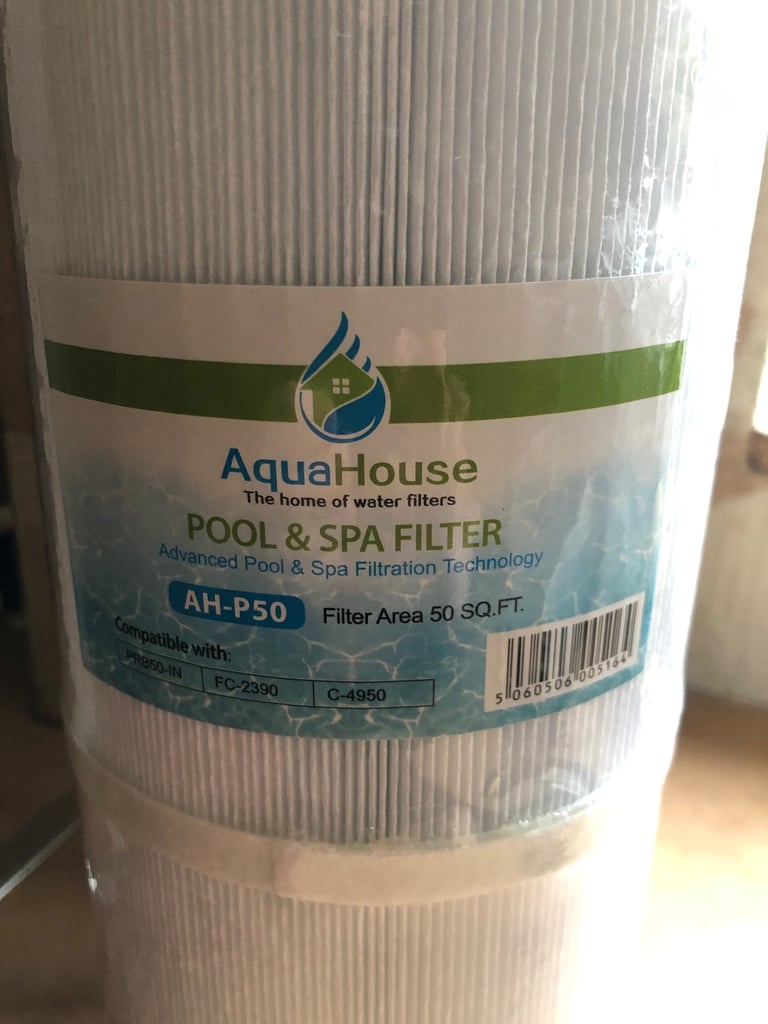 AquaHouse
The home of water filters
POOL & SPA FILTER
Advanced Pool & Spa Filtration Technology
AH-P50 Filter Area 50 SQ.FT.
Compatible with:
PRB50-IN FC-2390 C-4950
5 060506 005164